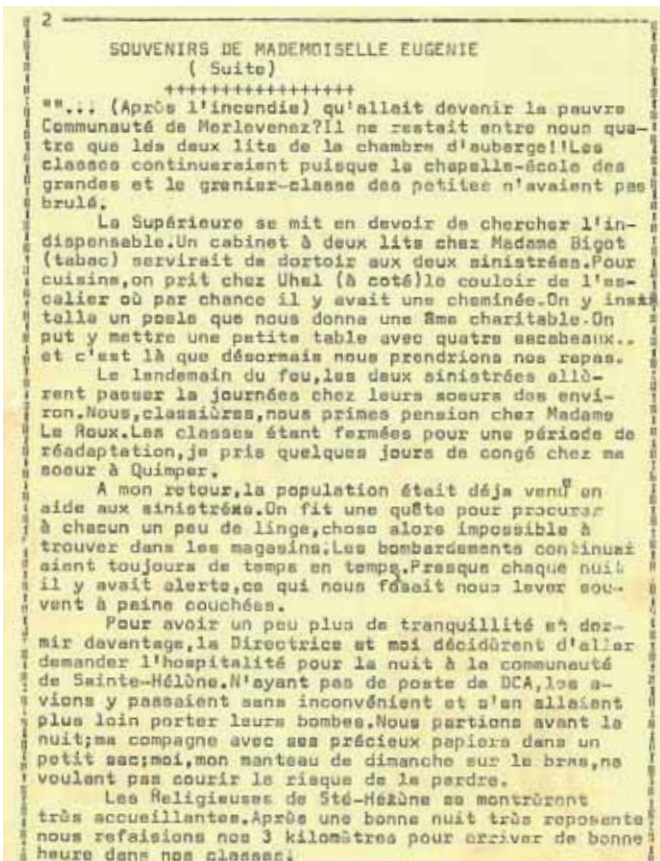 2
SOUVENIRS DE MADEMOISELLE EUGENIE
( Suite)
+++++++++++++++++
""... (Après l'incendie) qu'allait devenir la pauvre
Communauté de Merlevenez?Il ne restait entre nous qua-
tre que les deux lits de la chambre d'auberge!!Les
classes continueraient puisque la chapelle-école des
grandes et le grenier-classe des petites n'avaient pas
brulé.
La Supérieure se mit en devoir de chercher l'in-
dispensable.Un cabinet à deux lits chez Madame Bigot
(tabac) servirait de dortoir aux deux sinistrées.Pour
cuisine,on prit chez Uhel (à coté)le couloir de l'es-
calier où par chance il y avait une cheminée.On y inst
talla un poele que nous donna une âme charitable.On
put y mettre une petite table avec quatre escabeaux..
et c'est là que désormais nous prendrions nos repas.
Le lendemain du feu,les deux sinistrées allè-
rent passer la journées chez leurs soeurs des envi-
ron.Nous,classières,nous primes pension chez Madame
Le Roux.Les classes étant fermées pour une période de
réadaptation,je pris quelques jours de congé chez ma
soeur à Quimper.
A mon retour,la population était déja venue en
aide aux sinistrées.On fit une quête pour procurer
à chacun un peu de linge,chose alors impossible à
trouver dans les magasins.Les bombardements continuai
aient toujours de temps en temps.Presque chaque nuit
il y avait alerte,ce qui nous fasait nous lever sou-
vent à peine couchées.
Pour avoir un peu plus de tranquillité et dor-
mir davantage,la Directrice et moi décidûrent d'aller
demander l'hospitalité pour la nuit à la communauté
de Sainte-Hélène.N'ayant pas de poste de DCA,les a-
vions y passaient sans inconvénient et s'en allaient
plus loin porter leurs bombes.Nous partions avant la
nuit;ma compagne avec ses précieux papiers dans un
petit sac;moi,mon manteau de dimanche sur le bras,ne
voulant pas courir le risque de le perdre.
Les Religieuses de Sté-Hélène se montrèrent
très accueillantes.Après une bonne nuit très reposante
nous refaisions nos 3 kilomètres pour arriver de bonne
heure dans nos classes.